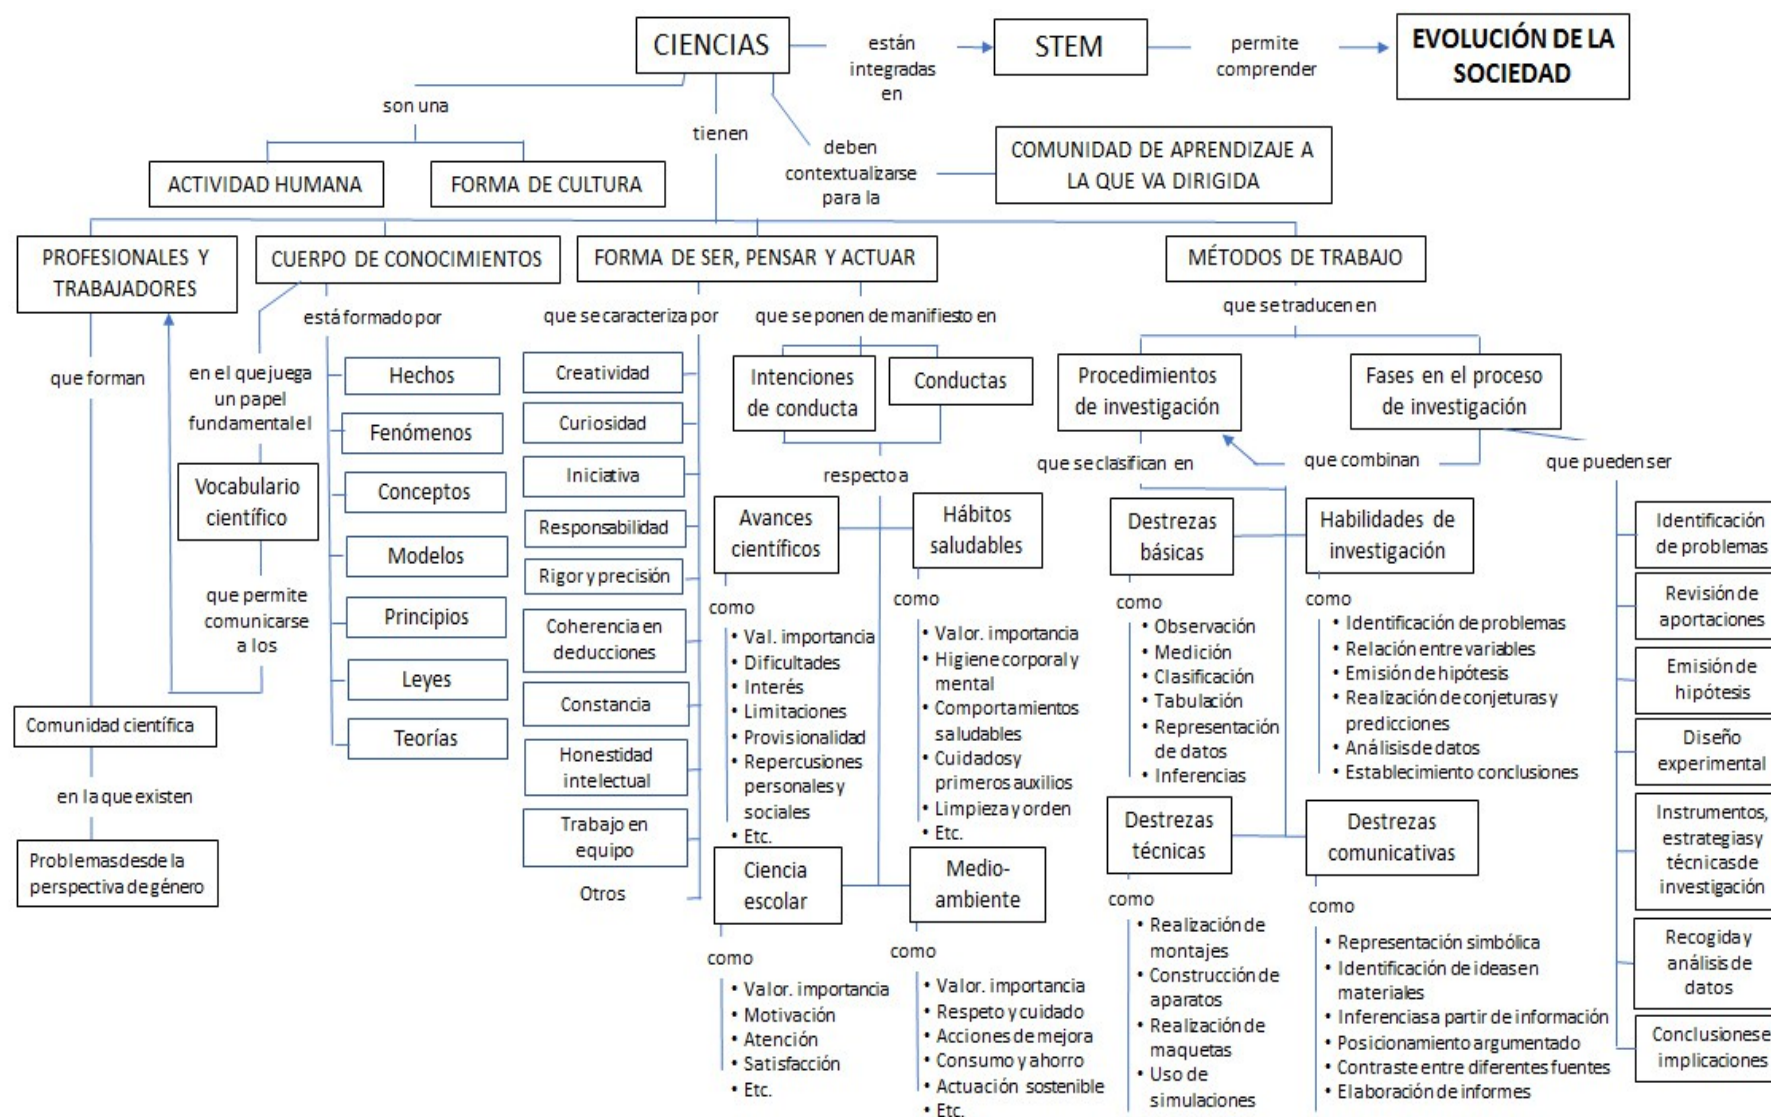 CIENCIAS
están
integradas
en
STEM
permite
comprender
EVOLUCIÓN DE LA
SOCIEDAD
son una
tienen
deben
contextualizarse
para la
COMUNIDAD DE APRENDIZAJE A
LA QUE VA DIRIGIDA
ACTIVIDAD HUMANA
FORMA DE CULTURA
PROFESIONALES Y
TRABAJADORES
CUERPO DE CONOCIMIENTOS
FORMA DE SER, PENSAR Y ACTUAR
MÉTODOS DE TRABAJO
que forman
Comunidad científica
en la que existen
Problemas desde la
perspectiva de género
en el que juega
un papel
fundamental el
Vocabulario
científico
que permite
comunicarse
a los
está formado por
Hechos
Fenómenos
Conceptos
Modelos
Principios
Leyes
Teorías
que se caracteriza por
Creatividad
Curiosidad
Iniciativa
Responsabilidad
Rigor y precisión
Coherencia en
deducciones
Constancia
Honestidad
intelectual
Trabajo en
equipo
Otros
que se ponen de manifiesto en
Intenciones
de conducta
Conductas
respecto a
Avances
científicos
como
• Val. importancia
• Dificultades
• Interés
• Limitaciones
• Provisionalidad
• Repercusiones
personales y
sociales
• Etc.
Hábitos
saludables
como
• Valor. importancia
• Higiene corporal y
mental
• Comportamientos
saludables
• Cuidados y
primeros auxilios
• Limpieza y orden
• Etc.
Ciencia
escolar
como
• Valor. importancia
• Motivación
• Atención
• Satisfacción
• Etc.
Medio-
ambiente
como
• Valor. importancia
• Respeto y cuidado
• Acciones de mejora
• Consumo y ahorro
• Actuación sostenible
• Etc.
que se traducen en
Procedimientos
de investigación
Fases en el proceso
de investigación
que se clasifican en
que combinan
que pueden ser
Destrezas
básicas
como
• Observación
• Medición
• Clasificación
• Tabulación
• Representación
de datos
• Inferencias
Habilidades de
investigación
como
• Identificación de problemas
• Relación entre variables
• Emisión de hipótesis
• Realización de conjeturas y
predicciones
• Análisis de datos
• Establecimiento conclusiones
Destrezas
técnicas
como
• Realización de
montajes
• Construcción de
aparatos
• Realización de
maquetas
• Uso de
simulaciones
Destrezas
comunicativas
como
• Representación simbólica
• Identificación de ideas en
materiales
• Inferencias a partir de información
• Posicionamiento argumentado
• Contraste entre diferentes fuentes
• Elaboración de informes
Identificación
de problemas
Revisión de
aportaciones
Emisión de
hipótesis
Diseño
experimental
Instrumentos,
estrategias y
técnicas de
investigación
Recogida y
análisis de
datos
Conclusiones e
implicaciones